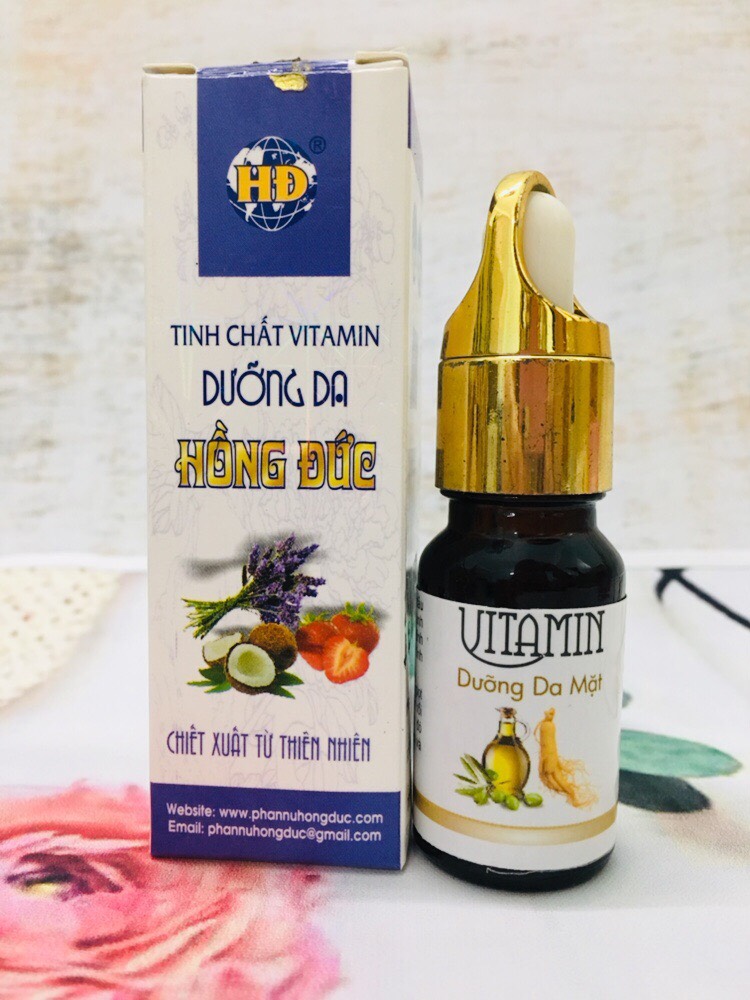 HĐ®
TINH CHẤT VITAMIN
DƯỠNG DA
HỒNG ĐỨC
CHIẾT XUẤT TỪ THIÊN NHIÊN
Website: www.phannuhongduc.com
Email: phannuhongduc@gmail.com
VITAMIN
Dưỡng Da Mặt